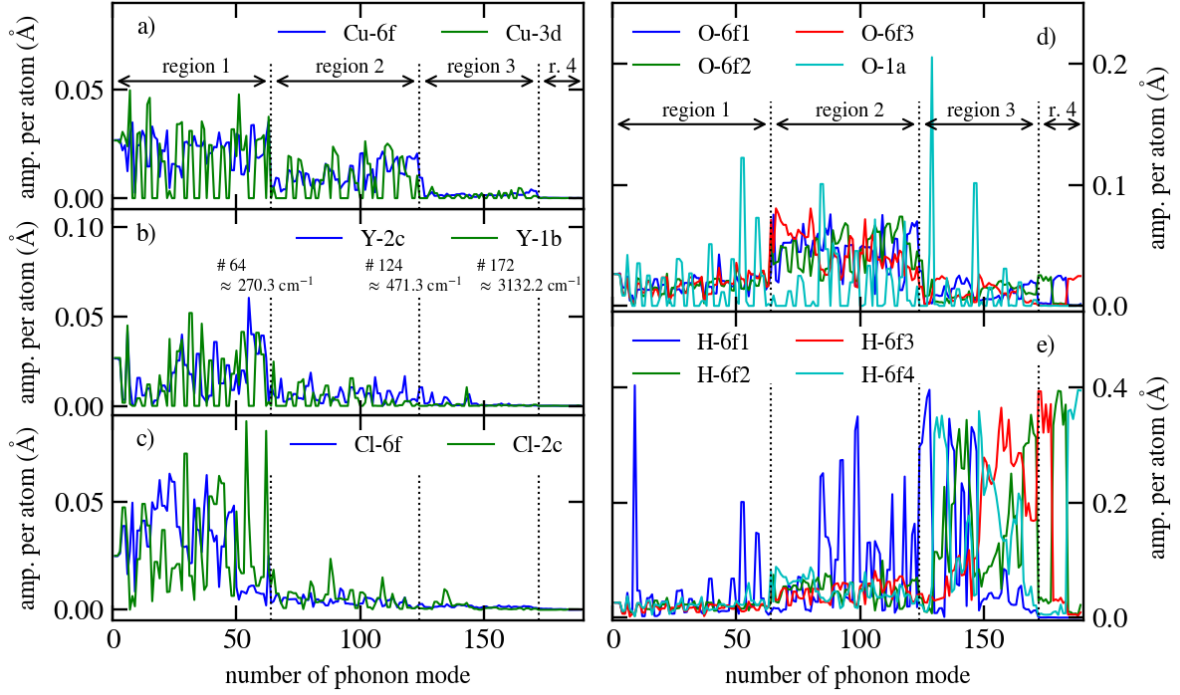 a)
Cu-6f
Cu-3d
region 1
region 2
region 3
r. 4
0.05
0.00
amp. per atom (Å)
b)
Y-2c
Y-1b
# 64
≈ 270.3 cm⁻¹
# 124
≈ 471.3 cm⁻¹
# 172
≈ 3132.2 cm⁻¹
0.10
0.05
0.00
amp. per atom (Å)
c)
Cl-6f
Cl-2c
0.05
0.00
amp. per atom (Å)
0
50
100
150
number of phonon mode
d)
O-6f1
O-6f3
O-6f2
O-1a
region 1
region 2
region 3
r. 4
0.2
0.1
0.0
amp. per atom (Å)
e)
H-6f1
H-6f3
H-6f2
H-6f4
0.4
0.2
0.0
amp. per atom (Å)
0
50
100
150
number of phonon mode